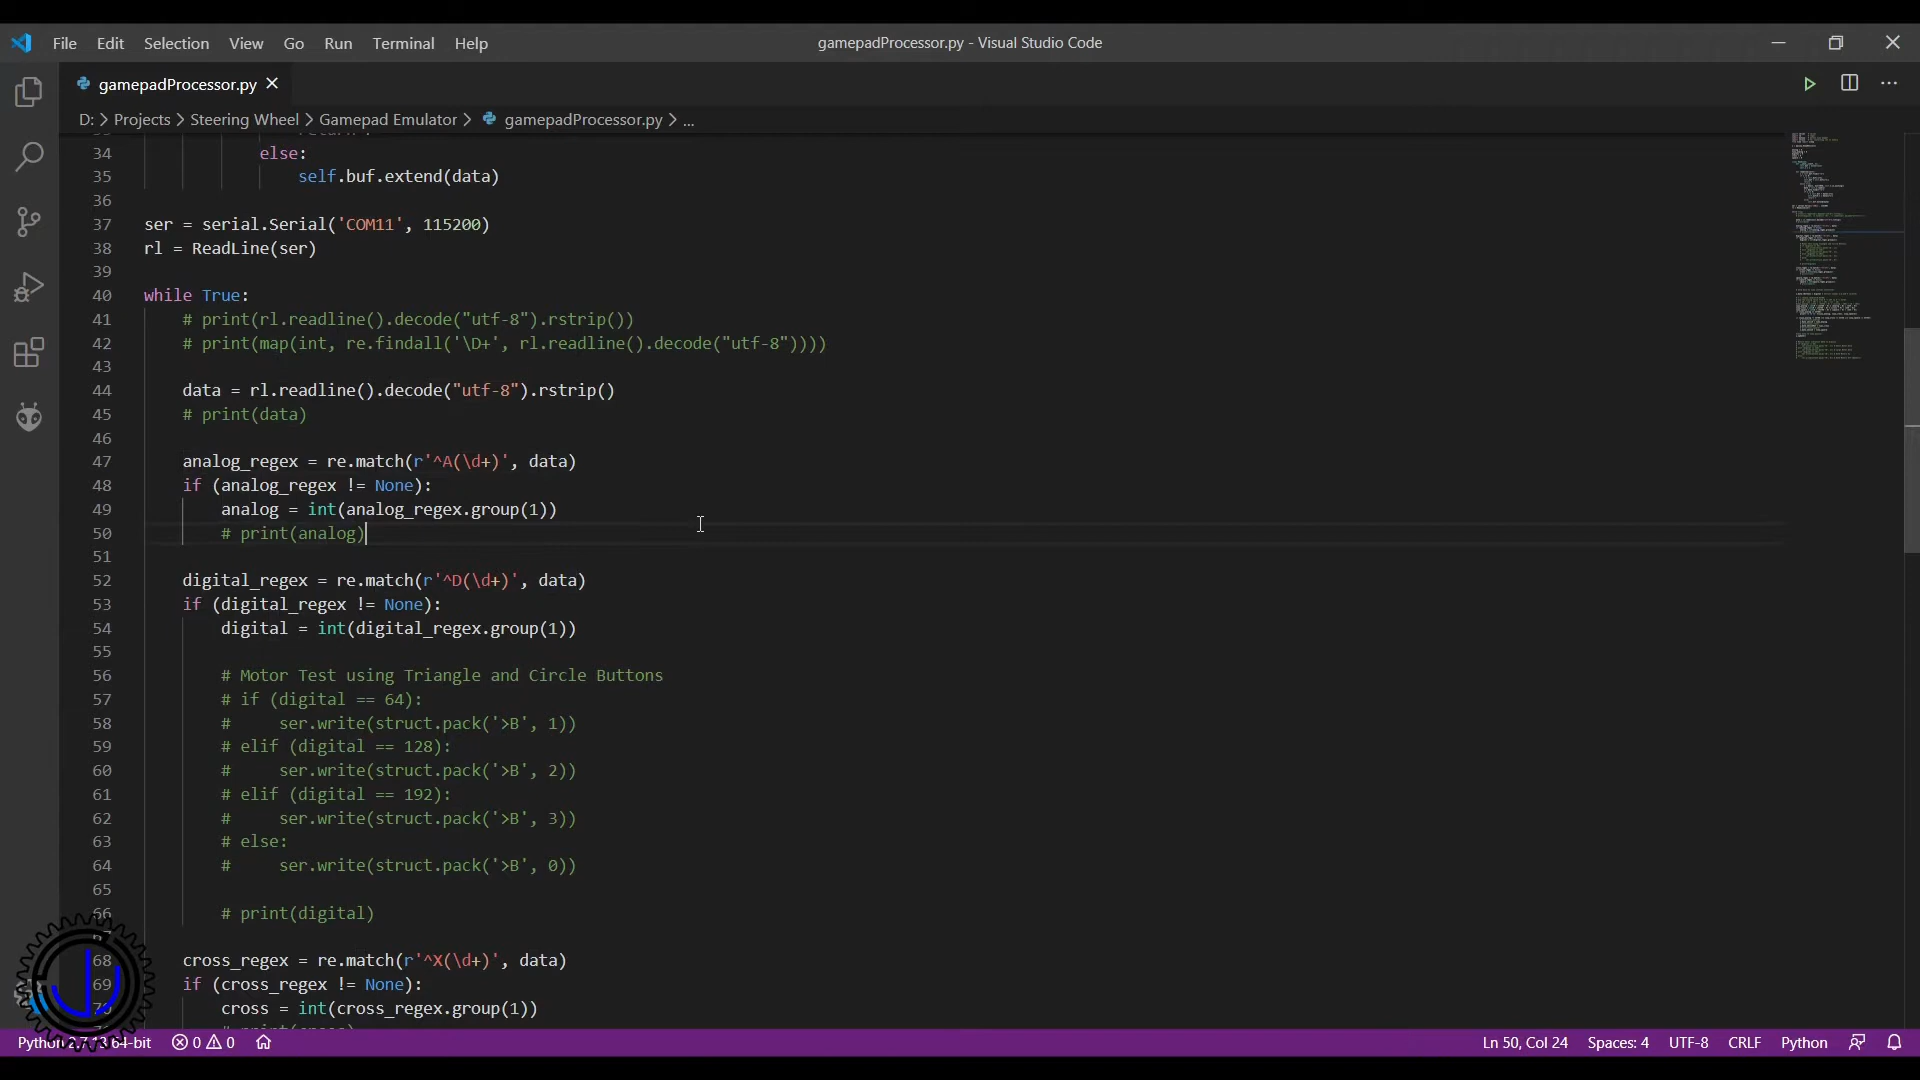 File Edit Selection View Go Run Terminal Help gamepadProcessor.py - Visual Studio Code
gamepadProcessor.py
D: > Projects > Steering Wheel > Gamepad Emulator > gamepadProcessor.py > ...
34 else:
35 self.buf.extend(data)
36
37 ser = serial.Serial('COM11', 115200)
38 rl = ReadLine(ser)
39
40 while True:
41 # print(rl.readline().decode("utf-8").rstrip())
42 # print(map(int, re.findall('\D+', rl.readline().decode("utf-8"))))
43
44 data = rl.readline().decode("utf-8").rstrip()
45 # print(data)
46
47 analog_regex = re.match(r'^A(\d+)', data)
48 if (analog_regex != None):
49 analog = int(analog_regex.group(1))
50 # print(analog)
51
52 digital_regex = re.match(r'^D(\d+)', data)
53 if (digital_regex != None):
54 digital = int(digital_regex.group(1))
55
56 # Motor Test using Triangle and Circle Buttons
57 # if (digital == 64):
58 #     ser.write(struct.pack('>B', 1))
59 # elif (digital == 128):
60 #     ser.write(struct.pack('>B', 2))
61 # elif (digital == 192):
62 #     ser.write(struct.pack('>B', 3))
63 # else:
64 #     ser.write(struct.pack('>B', 0))
65
66 # print(digital)
67
68 cross_regex = re.match(r'^X(\d+)', data)
69 if (cross_regex != None):
70 cross = int(cross_regex.group(1))
Python 2.7.13 64-bit 0 0 Ln 50, Col 24 Spaces: 4 UTF-8 CRLF Python